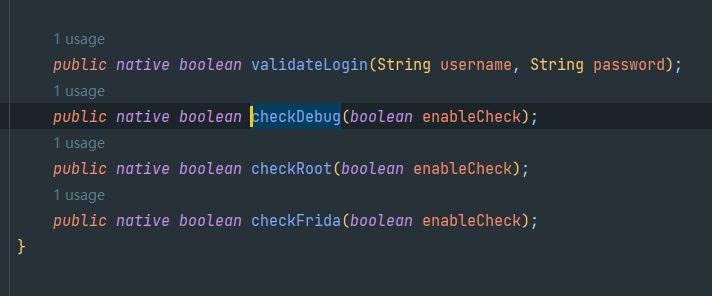 1 usage
public native boolean validateLogin(String username, String password);
1 usage
public native boolean checkDebug(boolean enableCheck);
1 usage
public native boolean checkRoot(boolean enableCheck);
1 usage
public native boolean checkFrida(boolean enableCheck);
}